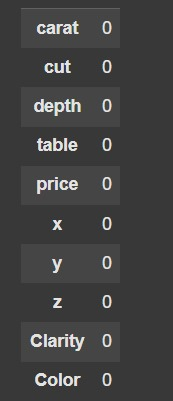 carat 0
cut 0
depth 0
table 0
price 0
x 0
y 0
z 0
Clarity 0
Color 0